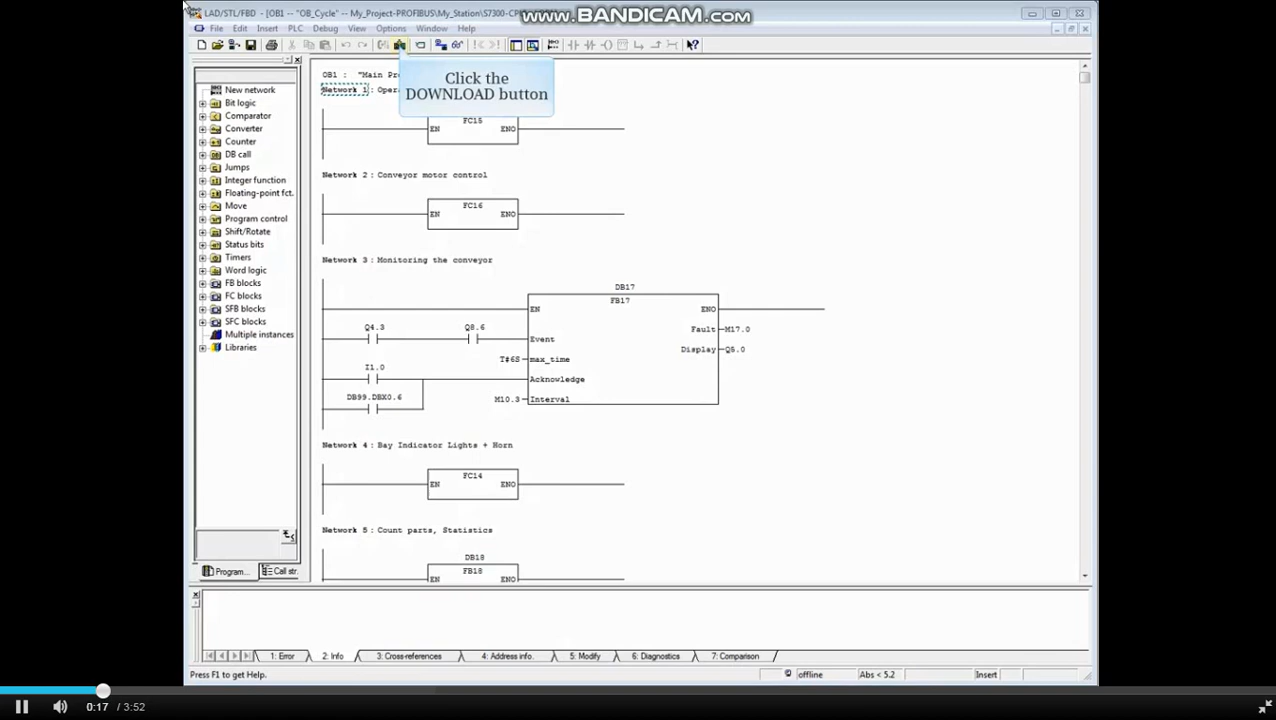 LAD/STL/FBD - [OB1 -- "OB_Cycle" -- My_Project-PROFIBUS\My_Station\S7300-CP
www.BANDICAM.com
File Edit Insert PLC Debug View Options Window Help
Click the
DOWNLOAD button
New network
Bit logic
Comparator
Converter
Counter
DB call
Jumps
Integer function
Floating-point fct.
Move
Program control
Shift/Rotate
Status bits
Timers
Word logic
FB blocks
FC blocks
SFB blocks
SFC blocks
Multiple instances
Libraries
Program...
Call str.
OB1 : "Main Pr
Network 1 : Oper
FC15
EN ENO
Network 2 : Conveyor motor control
FC16
EN ENO
Network 3 : Monitoring the conveyor
DB17
FB17
EN ENO
Q4.3 Q8.6 Event Fault M17.0
T#6S max_time Display Q5.0
I1.0 Acknowledge
DB99.DBX0.6 M10.3 Interval
Network 4 : Bay Indicator Lights + Horn
FC14
EN ENO
Network 5 : Count parts, Statistics
DB18
FB18
EN ENO
1: Error 2: Info 3: Cross-references 4: Address info. 5: Modify 6: Diagnostics 7: Comparison
Press F1 to get Help. offline Abs < 5.2 Insert
0:17 / 3:52